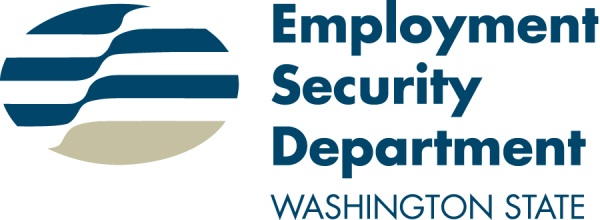 Employment
Security
Department
WASHINGTON STATE